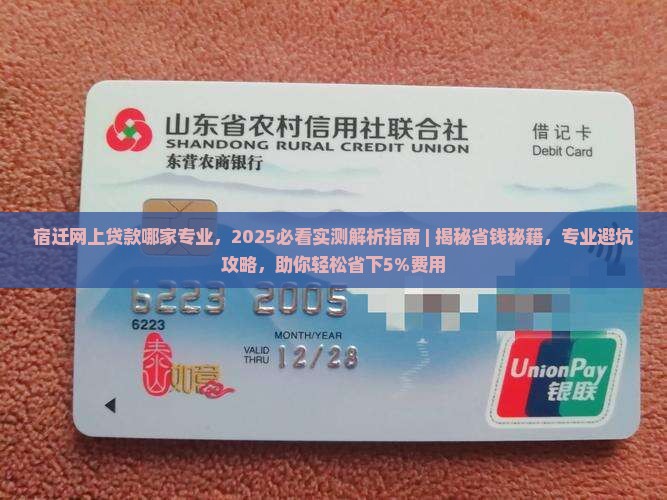 山东省农村信用社联合社
SHANDONG RURAL CREDIT UNION
东营农商银行
借记卡
Debit Card
宿迁网上贷款哪家专业，2025必看实测解析指南 | 揭秘省钱秘籍，专业避坑
攻略，助你轻松省下5%费用
6223 2005
6223
MONTH/YEAR
VALID
THRU 12/28
泰山如意
UnionPay
银联